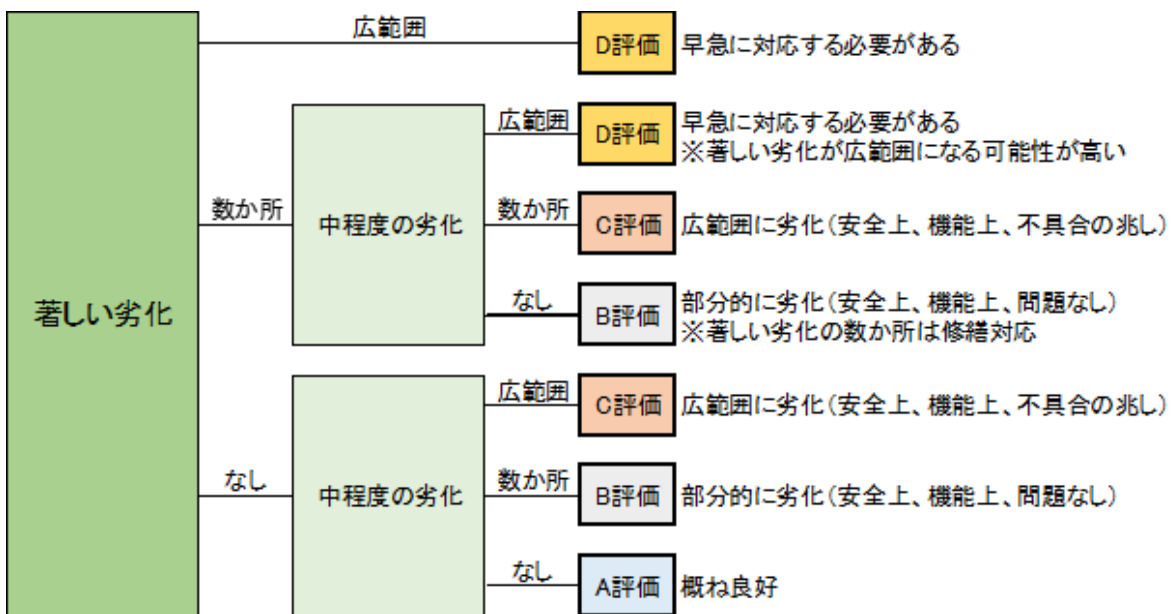 広範囲
D評価 早急に対応する必要がある
広範囲
D評価 早急に対応する必要がある
※著しい劣化が広範囲になる可能性が高い
数か所
中程度の劣化
数か所
C評価 広範囲に劣化(安全上、機能上、不具合の兆し)
なし
B評価 部分的に劣化(安全上、機能上、問題なし)
※著しい劣化の数か所は修繕対応
著しい劣化
広範囲
C評価 広範囲に劣化(安全上、機能上、不具合の兆し)
なし
中程度の劣化
数か所
B評価 部分的に劣化(安全上、機能上、問題なし)
なし
A評価 概ね良好